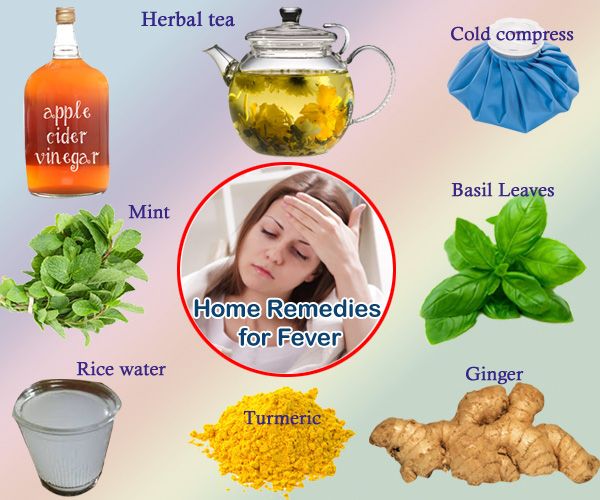 Herbal tea
Cold compress
apple
cider
vinegar
Mint
Basil Leaves
Home Remedies
for Fever
Rice water
Turmeric
Ginger